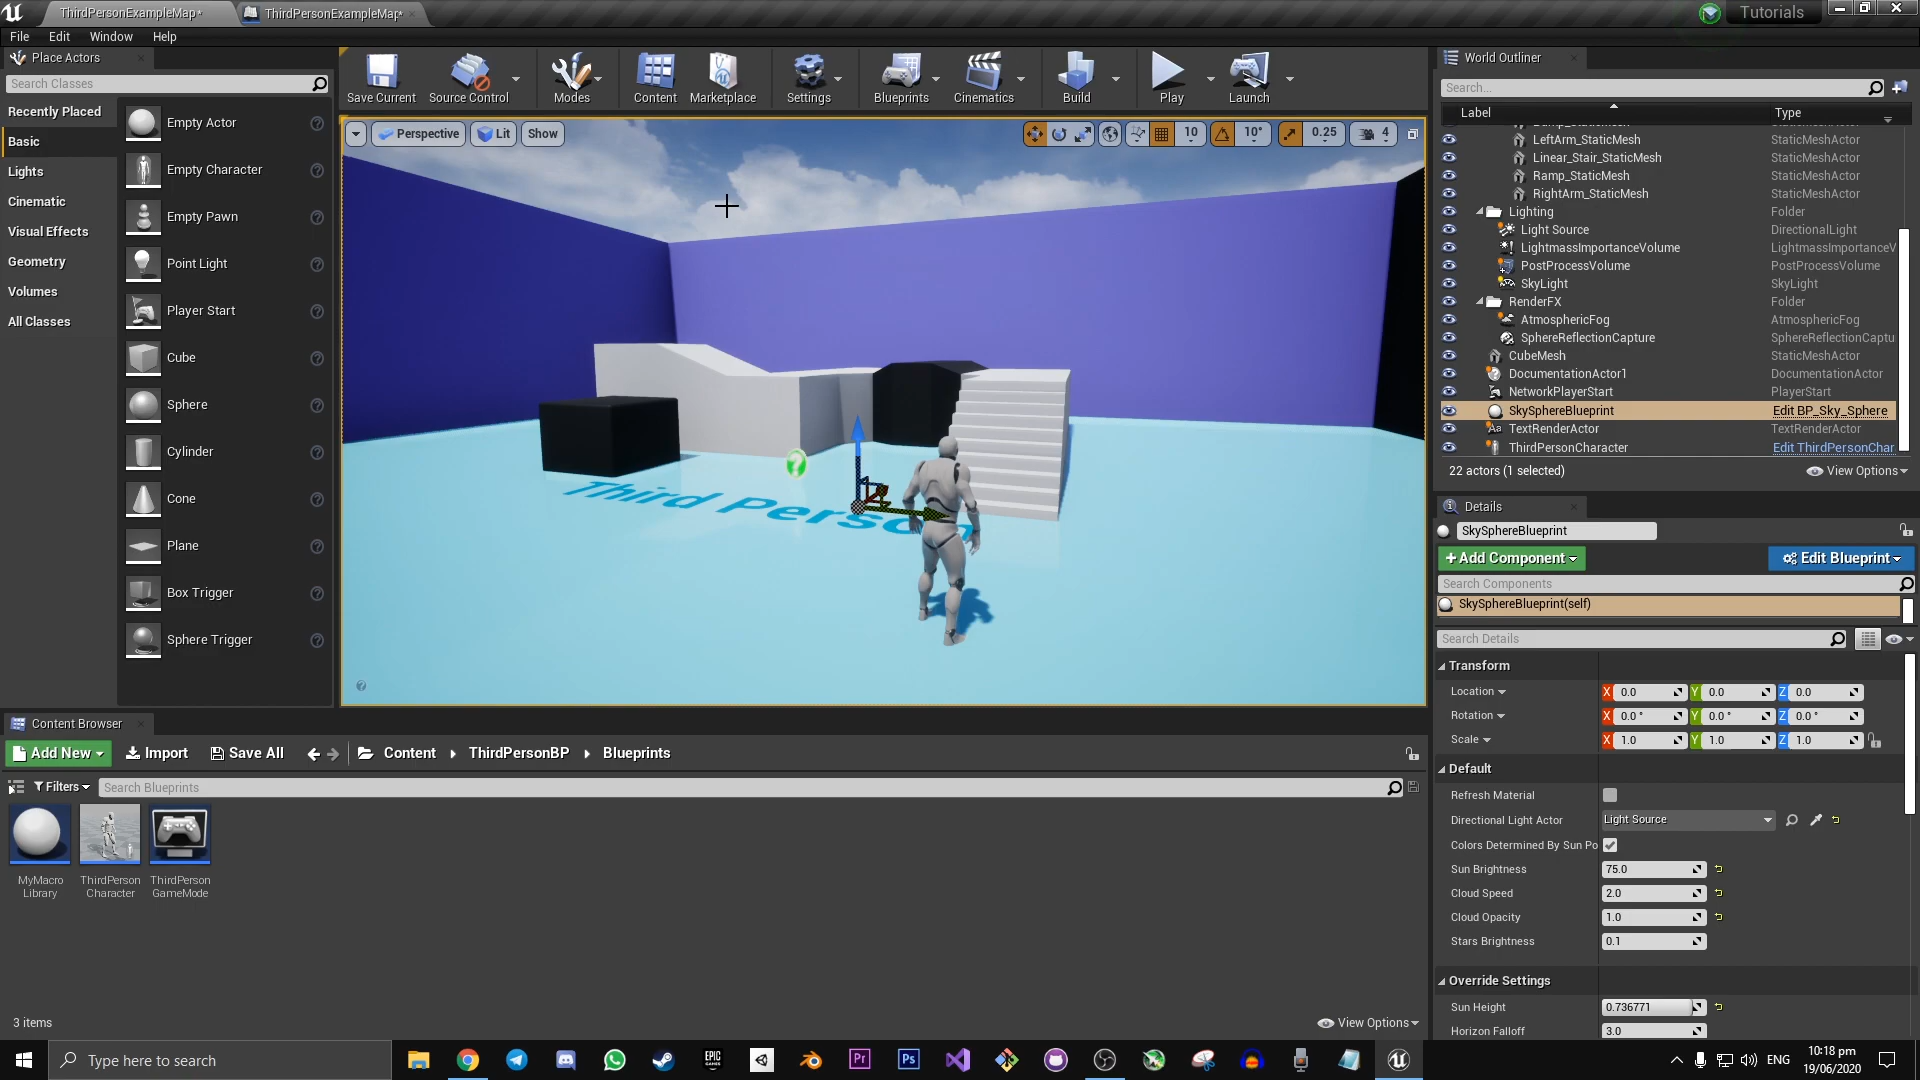 ThirdPersonExampleMap*
ThirdPersonExampleMap*
Tutorials
File Edit Window Help
Place Actors
Search Classes
Recently Placed
Basic
Lights
Cinematic
Visual Effects
Geometry
Volumes
All Classes
Empty Actor
Empty Character
Empty Pawn
Point Light
Player Start
Cube
Sphere
Cylinder
Cone
Plane
Box Trigger
Sphere Trigger
Save Current Source Control Modes Content Marketplace Settings Blueprints Cinematics Build Play Launch
Perspective Lit Show
10 10° 0.25 4
Third Person
World Outliner
Search...
Label Type
LeftArm_StaticMesh StaticMeshActor
Linear_Stair_StaticMesh StaticMeshActor
Ramp_StaticMesh StaticMeshActor
RightArm_StaticMesh StaticMeshActor
Lighting Folder
Light Source DirectionalLight
LightmassImportanceVolume LightmassImportanceV
PostProcessVolume PostProcessVolume
SkyLight SkyLight
RenderFX Folder
AtmosphericFog AtmosphericFog
SphereReflectionCapture SphereReflectionCaptu
CubeMesh StaticMeshActor
DocumentationActor1 DocumentationActor
NetworkPlayerStart PlayerStart
SkySphereBlueprint Edit BP_Sky_Sphere
TextRenderActor TextRenderActor
ThirdPersonCharacter Edit ThirdPersonChar
22 actors (1 selected) View Options
Details
SkySphereBlueprint
+Add Component Edit Blueprint
Search Components
SkySphereBlueprint(self)
Search Details
Transform
Location X 0.0 Y 0.0 Z 0.0
Rotation X 0.0 ° Y 0.0 ° Z 0.0 °
Scale X 1.0 Y 1.0 Z 1.0
Default
Refresh Material
Directional Light Actor Light Source
Colors Determined By Sun Po
Sun Brightness 75.0
Cloud Speed 2.0
Cloud Opacity 1.0
Stars Brightness 0.1
Override Settings
Sun Height 0.736771
Horizon Falloff 3.0
Content Browser
Add New Import Save All Content ThirdPersonBP Blueprints
Filters Search Blueprints
MyMacro
Library
ThirdPerson
Character
ThirdPerson
GameMode
3 items View Options
Type here to search
EPIC
GAMES
Pr
Ps
ENG
10:18 pm
19/06/2020